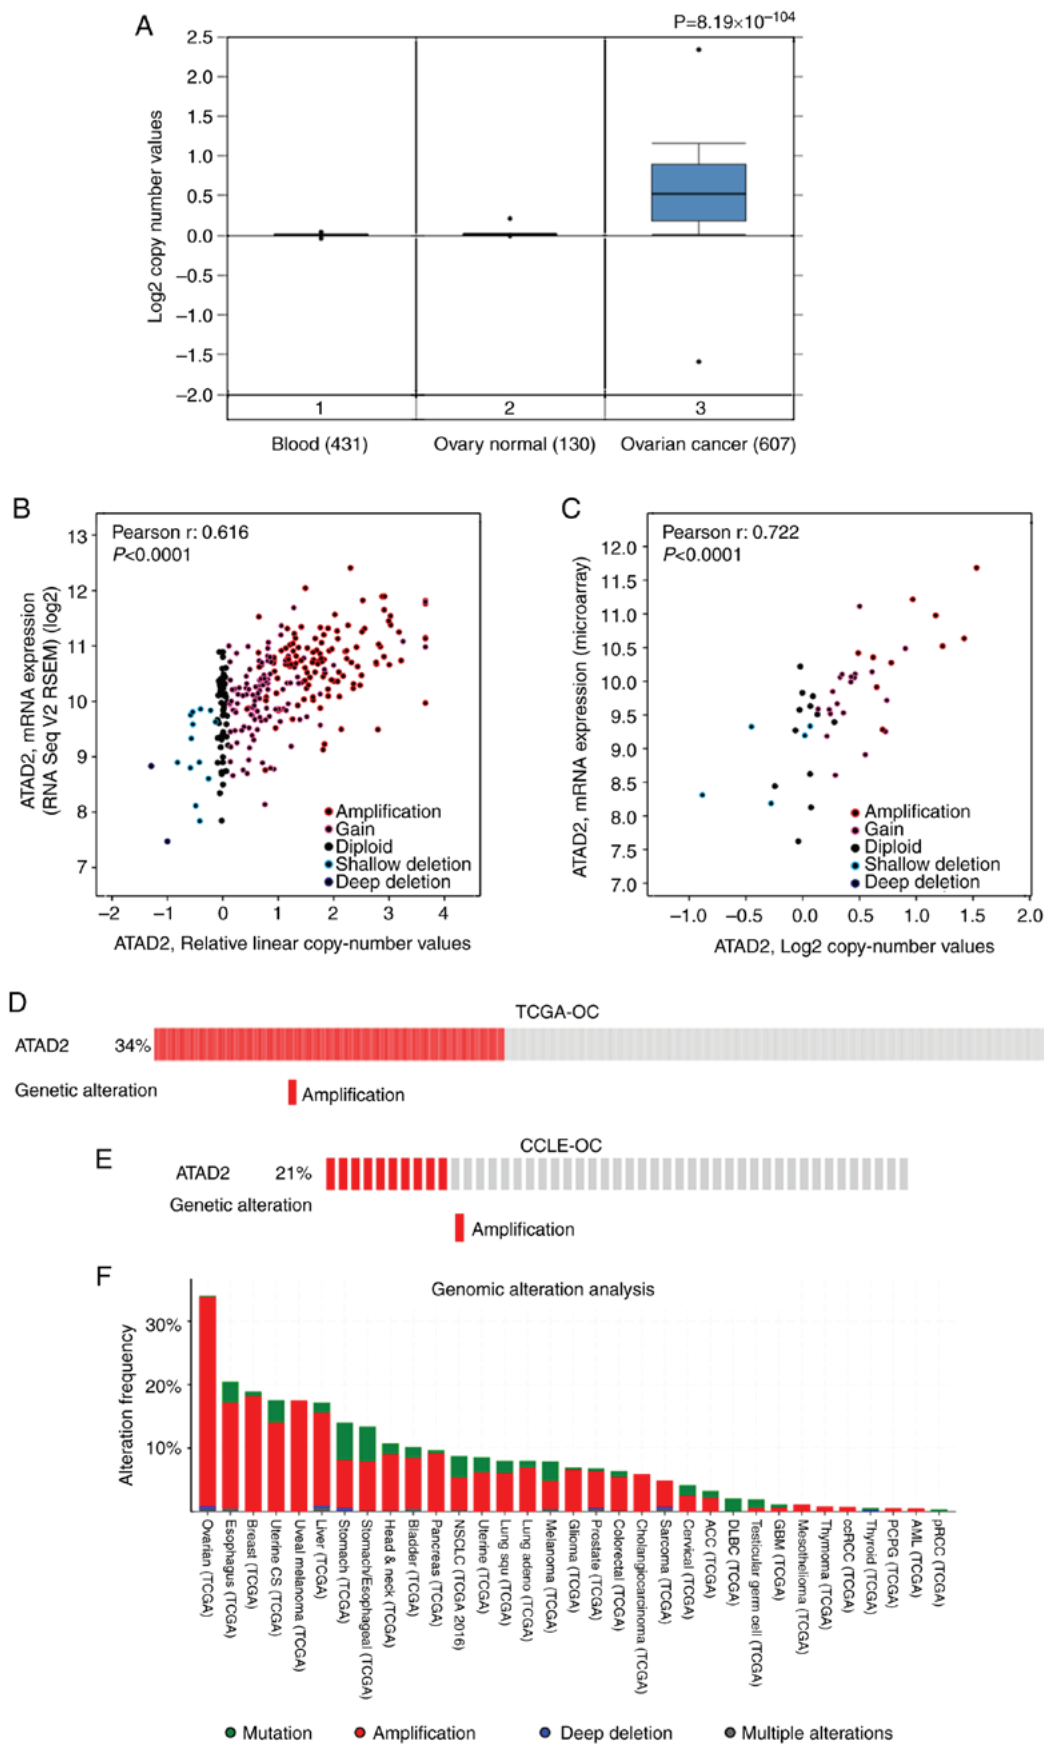 A
P=8.19×10⁻¹⁰⁴
Log2 copy number values
2.5
2.0
1.5
1.0
0.5
0.0
−0.5
−1.0
−1.5
−2.0
1
2
3
Blood (431)
Ovary normal (130)
Ovarian cancer (607)
B
Pearson r: 0.616
P<0.0001
ATAD2, mRNA expression
(RNA Seq V2 RSEM) (log2)
13
12
11
10
9
8
7
Amplification
Gain
Diploid
Shallow deletion
Deep deletion
−2
−1
0
1
2
3
4
ATAD2, Relative linear copy-number values
C
Pearson r: 0.722
P<0.0001
ATAD2, mRNA expression (microarray)
12.0
11.5
11.0
10.5
10.0
9.5
9.0
8.5
8.0
7.5
7.0
Amplification
Gain
Diploid
Shallow deletion
Deep deletion
−1.0
−0.5
0.0
0.5
1.0
1.5
2.0
ATAD2, Log2 copy-number values
D
TCGA-OC
ATAD2
34%
Genetic alteration
Amplification
E
CCLE-OC
ATAD2
21%
Genetic alteration
Amplification
F
Genomic alteration analysis
Alteration frequency
30%
20%
10%
Ovarian (TCGA)
Esophagus (TCGA)
Breast (TCGA)
Uterine CS (TCGA)
Uveal melanoma (TCGA)
Liver (TCGA)
Stomach (TCGA)
Stomach/Esophageal (TCGA)
Head & neck (TCGA)
Bladder (TCGA)
Pancreas (TCGA)
NSCLC (TCGA 2016)
Uterine (TCGA)
Lung squ (TCGA)
Lung adeno (TCGA)
Melanoma (TCGA)
Glioma (TCGA)
Prostate (TCGA)
Colorectal (TCGA)
Cholangiocarcinoma (TCGA)
Sarcoma (TCGA)
Cervical (TCGA)
ACC (TCGA)
DLBC (TCGA)
Testicular germ cell (TCGA)
GBM (TCGA)
Mesothelioma (TCGA)
Thymoma (TCGA)
ccRCC (TCGA)
Thyroid (TCGA)
PCPG (TCGA)
AML (TCGA)
pRCC (TCGA)
Mutation
Amplification
Deep deletion
Multiple alterations